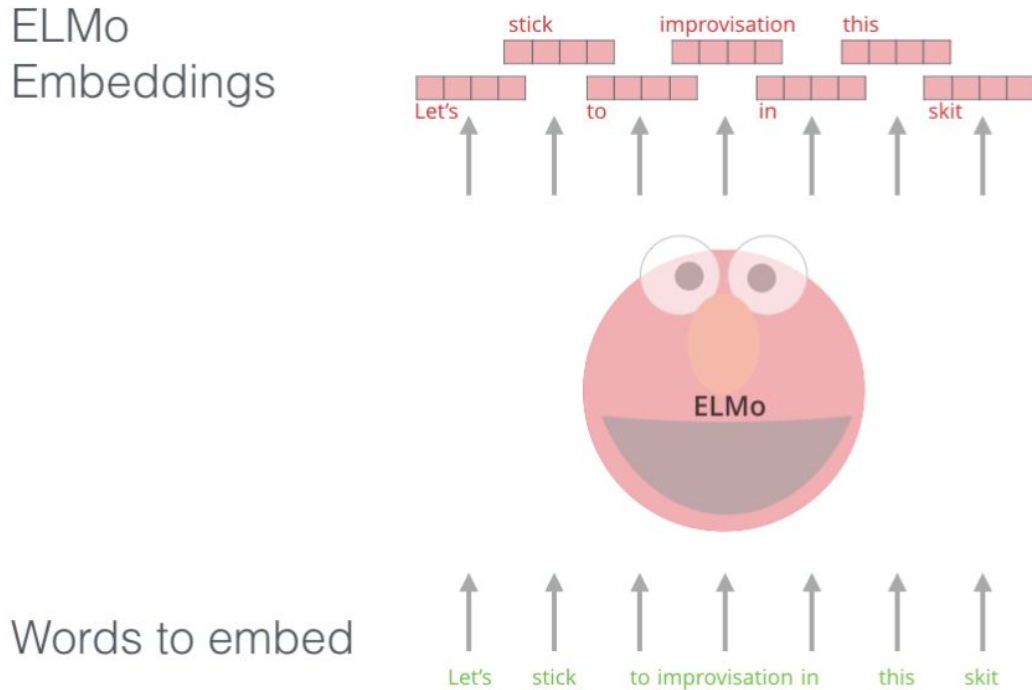 ELMo
Embeddings
stick improvisation this
Let's to in skit
ELMo
Words to embed
Let's stick to improvisation in this skit